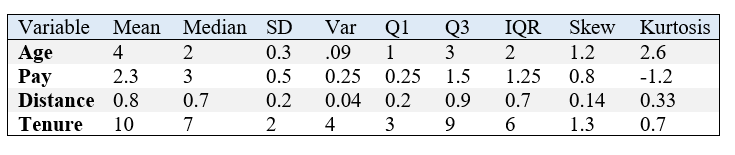 Variable Mean Median SD Var Q1 Q3 IQR Skew Kurtosis
Age 4 2 0.3 .09 1 3 2 1.2 2.6
Pay 2.3 3 0.5 0.25 0.25 1.5 1.25 0.8 -1.2
Distance 0.8 0.7 0.2 0.04 0.2 0.9 0.7 0.14 0.33
Tenure 10 7 2 4 3 9 6 1.3 0.7